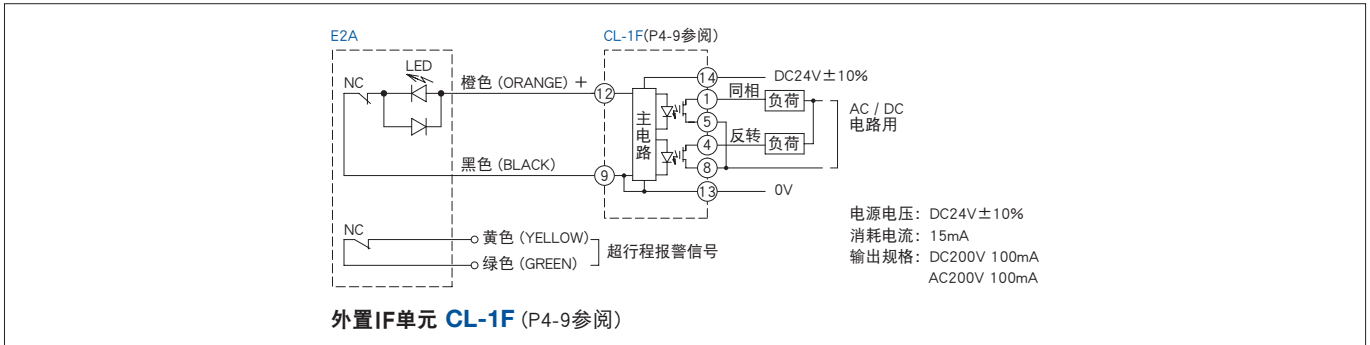 E2A
CL-1F(P4-9参阅)
NC
LED
橙色 (ORANGE) +
12
14
DC24V±10%
1
同相
负荷
AC / DC
电路用
主电路
5
4
反转
负荷
8
黑色 (BLACK)
9
13
0V
NC
黄色 (YELLOW)
绿色 (GREEN)
超行程报警信号
电源电压: DC24V±10%
消耗电流: 15mA
输出规格: DC200V 100mA
AC200V 100mA
外置IF单元 CL-1F (P4-9参阅)